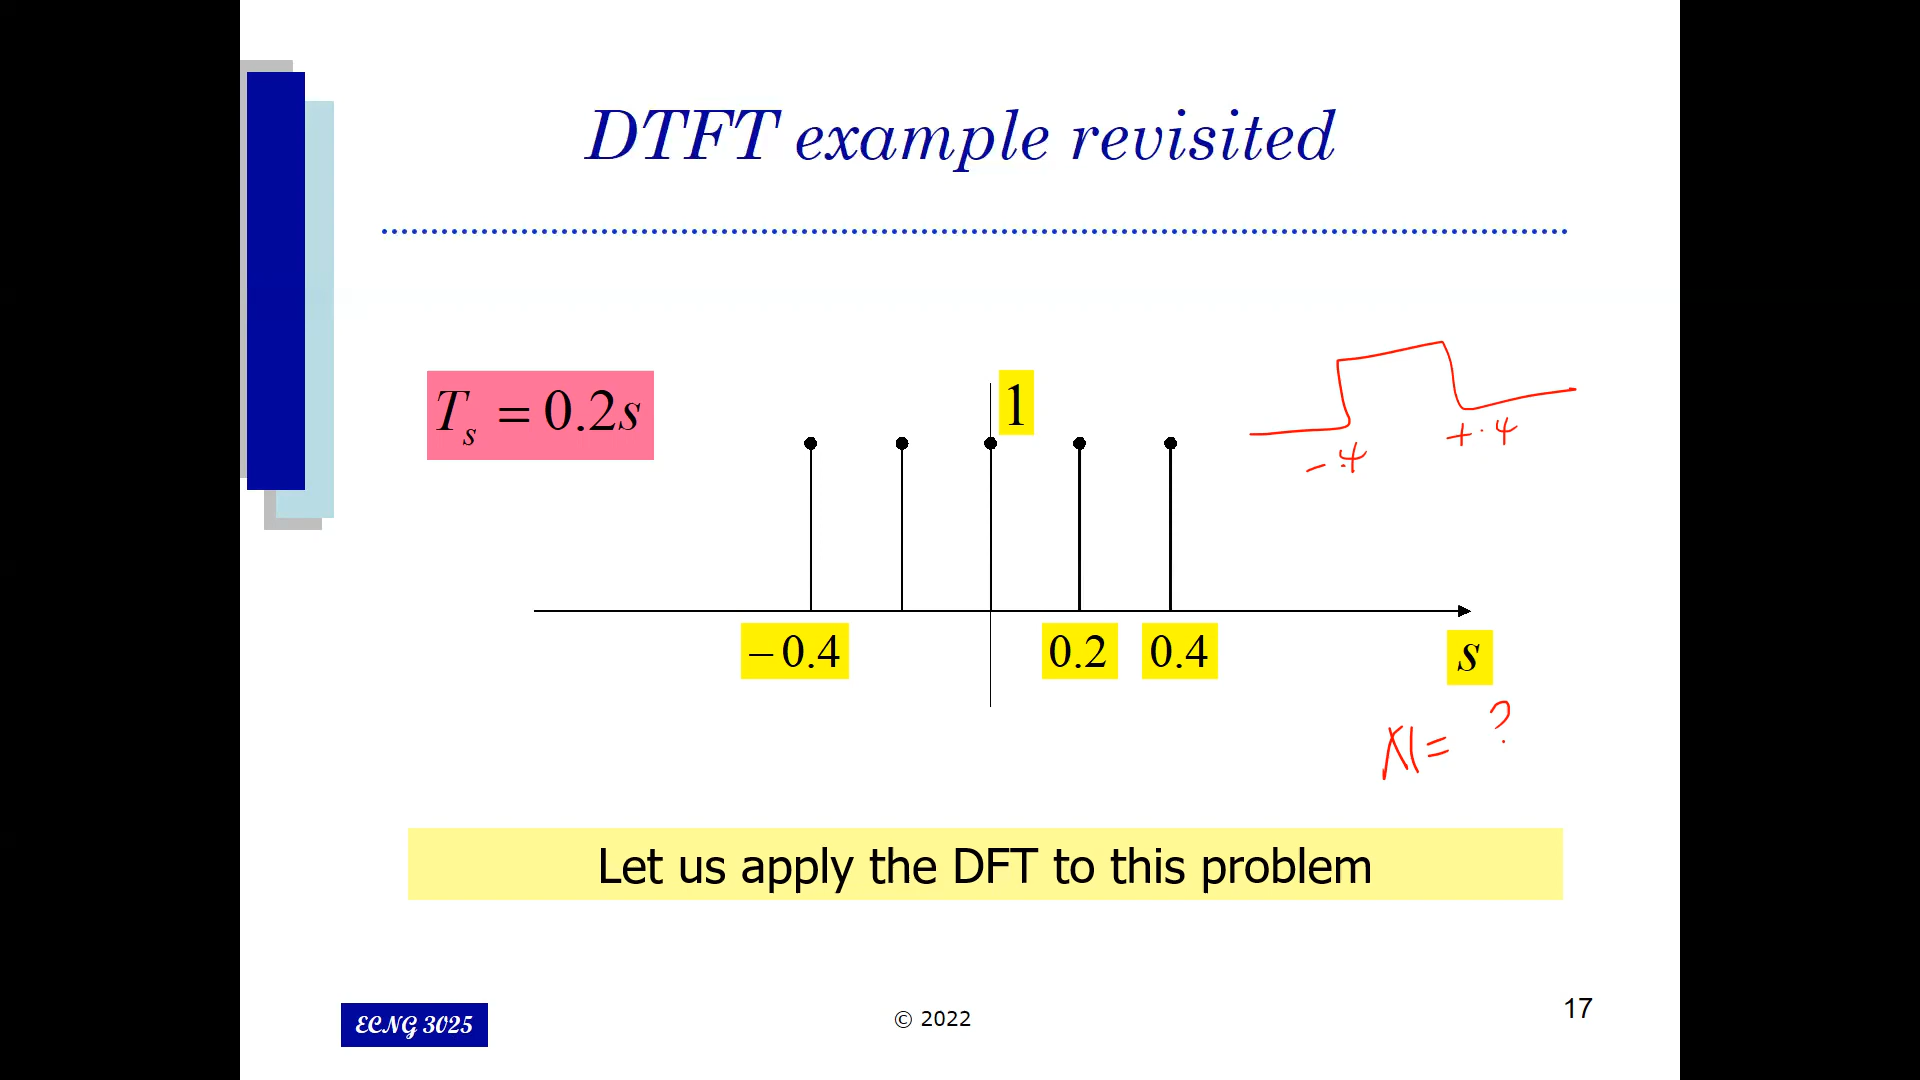 DTFT example revisited
T_s = 0.2s
1
-.4
+.4
−0.4
0.2
0.4
s
N = ?
Let us apply the DFT to this problem
ECNG 3025
© 2022
17